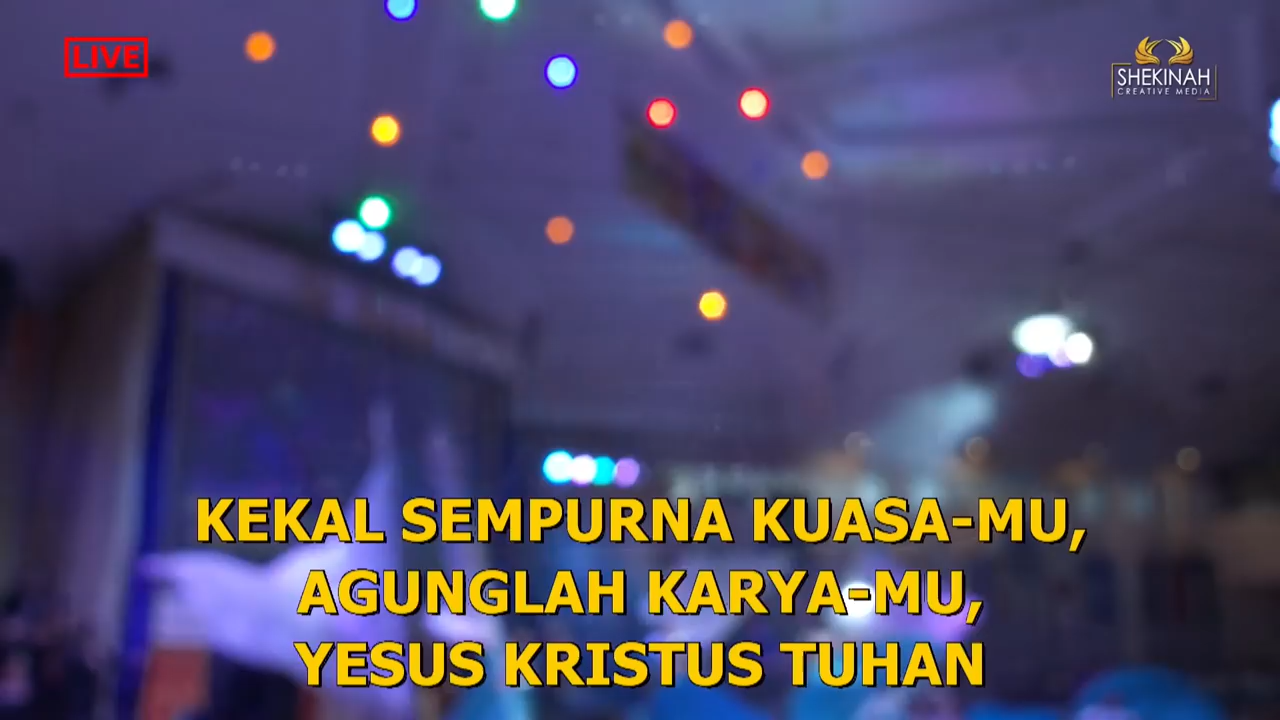 LIVE
SHEKINAH
CREATIVE MEDIA
KEKAL SEMPURNA KUASA-MU,
AGUNGLAH KARYA-MU,
YESUS KRISTUS TUHAN